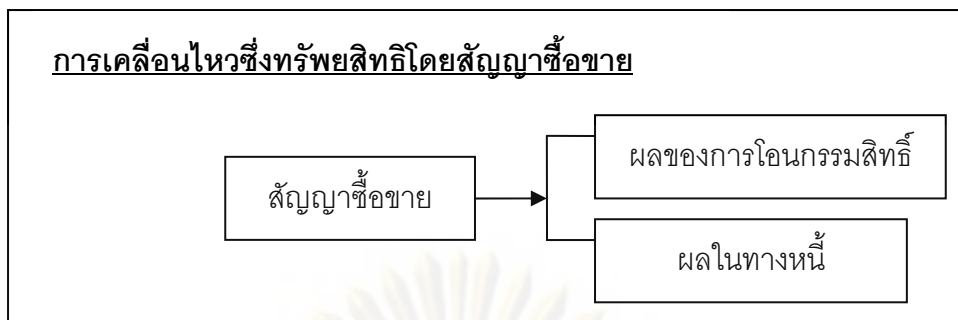 การเคลื่อนไหวซึ่งทรัพยสิทธิโดยสัญญาซื้อขาย
ผลของการโอนกรรมสิทธิ์
สัญญาซื้อขาย
ผลในทางหนี้